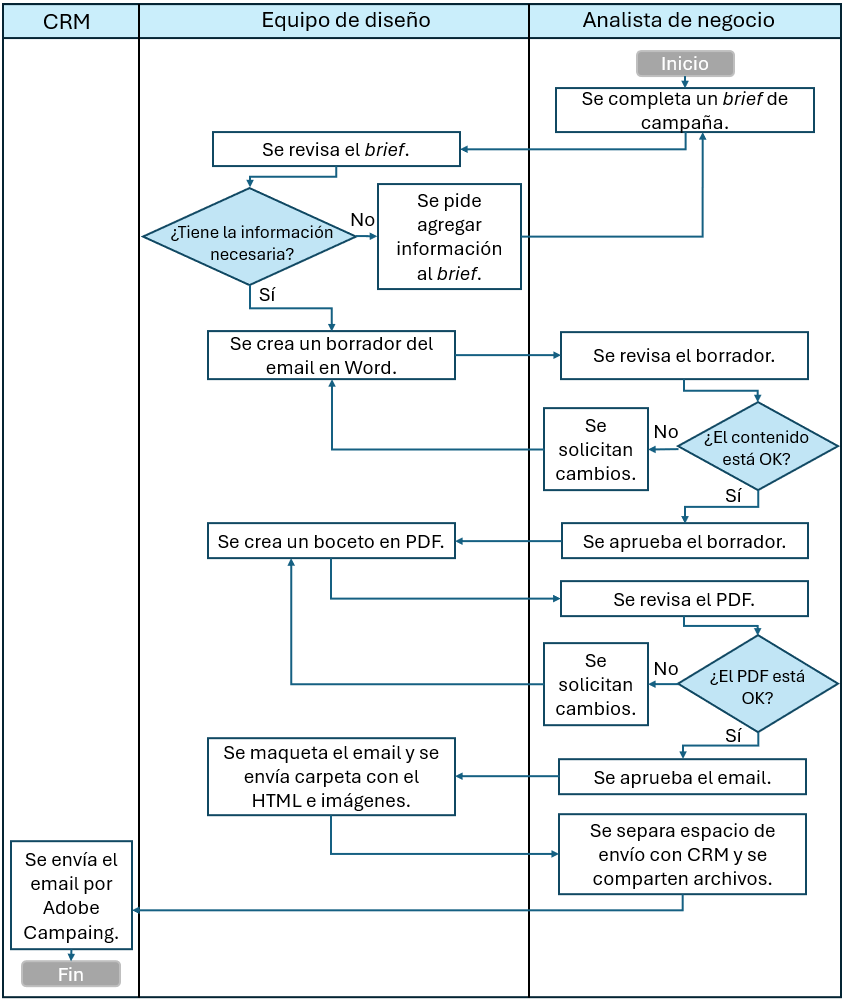 CRM
Equipo de diseño
Analista de negocio
Inicio
Se completa un brief de
campaña.
Se revisa el brief.
¿Tiene la información
necesaria?
No
Se pide
agregar
información
al brief.
Sí
Se crea un borrador del
email en Word.
Se revisa el borrador.
¿El contenido
está OK?
No
Se
solicitan
cambios.
Sí
Se aprueba el borrador.
Se crea un boceto en PDF.
Se revisa el PDF.
¿El PDF está
OK?
No
Se
solicitan
cambios.
Sí
Se aprueba el email.
Se maqueta el email y se
envía carpeta con el
HTML e imágenes.
Se separa espacio de
envío con CRM y se
comparten archivos.
Se envía el
email por
Adobe
Campaing.
Fin